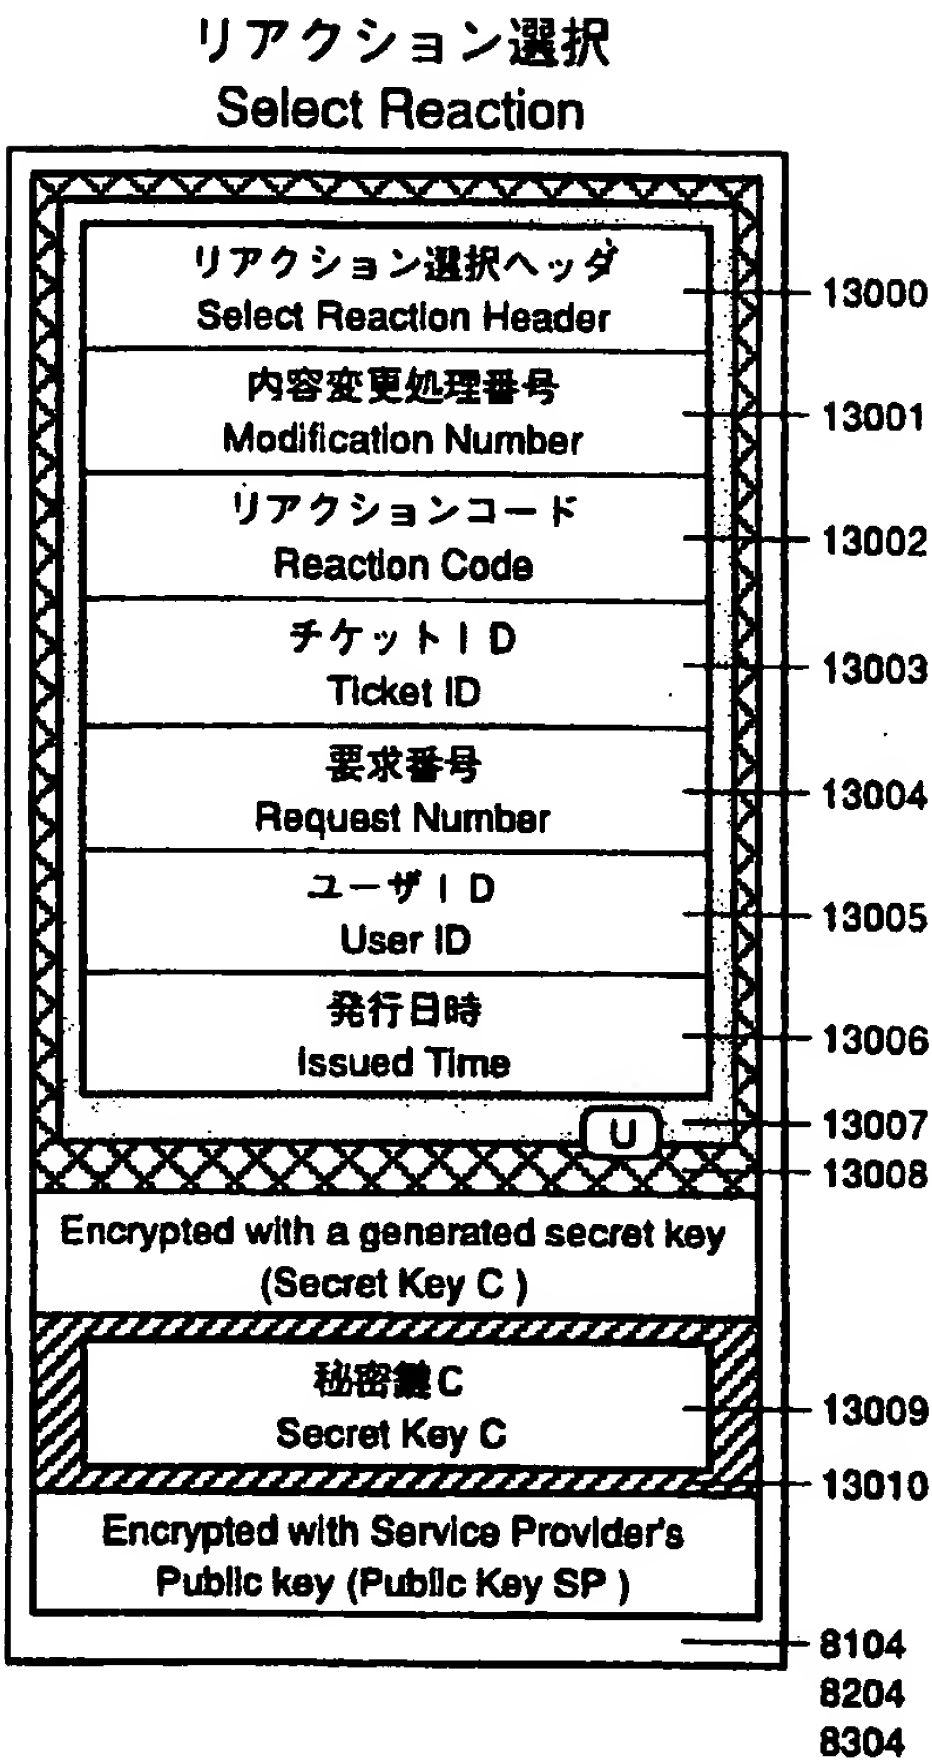 リアクション選択
Select Reaction
リアクション選択ヘッダ
Select Reaction Header
13000
内容変更処理番号
Modification Number
13001
リアクションコード
Reaction Code
13002
チケットID
Ticket ID
13003
要求番号
Request Number
13004
ユーザID
User ID
13005
発行日時
Issued Time
13006
U
13007
13008
Encrypted with a generated secret key
(Secret Key C )
秘密鍵C
Secret Key C
13009
13010
Encrypted with Service Provider's
Public key (Public Key SP )
8104
8204
8304